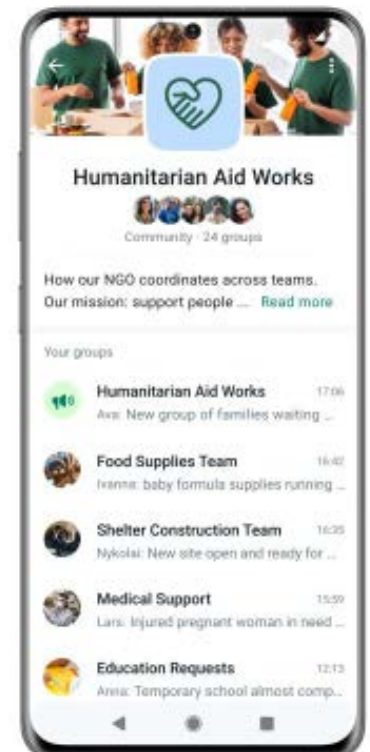 Humanitarian Aid Works
Community · 24 groups
How our NGO coordinates across teams.
Our mission: support people ... Read more
Your groups
Humanitarian Aid Works 17:06
Ava: New group of families waiting ...
Food Supplies Team 16:42
Ivanna: baby formula supplies running ...
Shelter Construction Team 16:35
Nykolai: New site open and ready for ...
Medical Support 15:59
Lars: Injured pregnant woman in need ...
Education Requests 12:13
Anna: Temporary school almost comp...